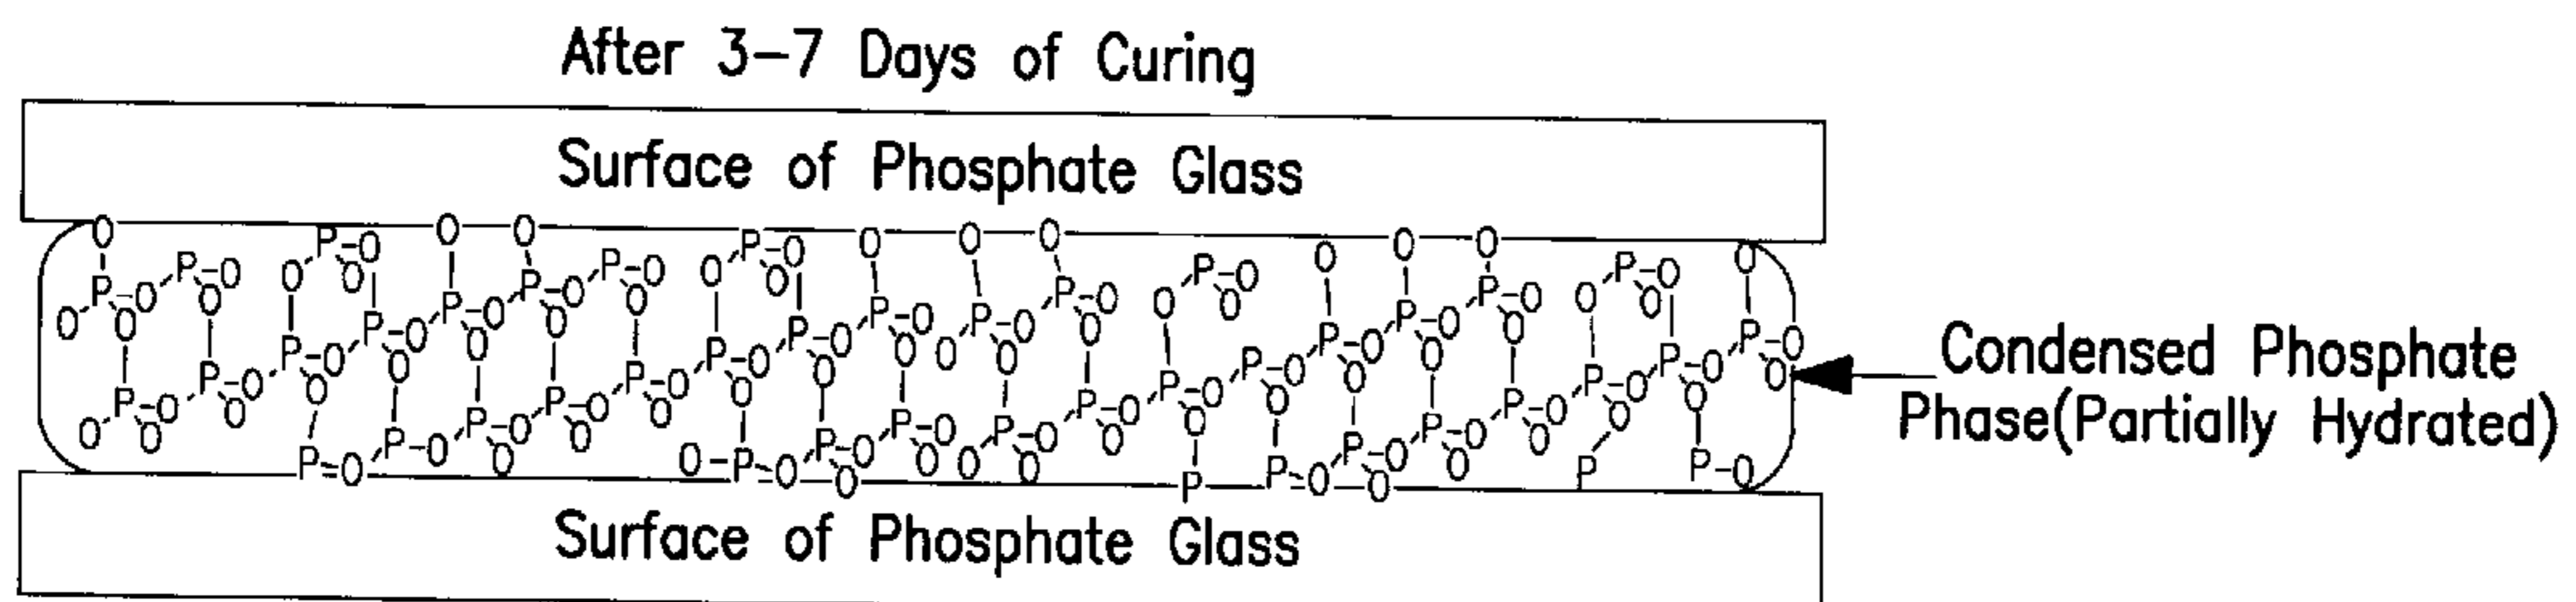 After 3-7 Days of Curing
Surface of Phosphate Glass
Condensed Phosphate
Phase(Partially Hydrated)
Surface of Phosphate Glass